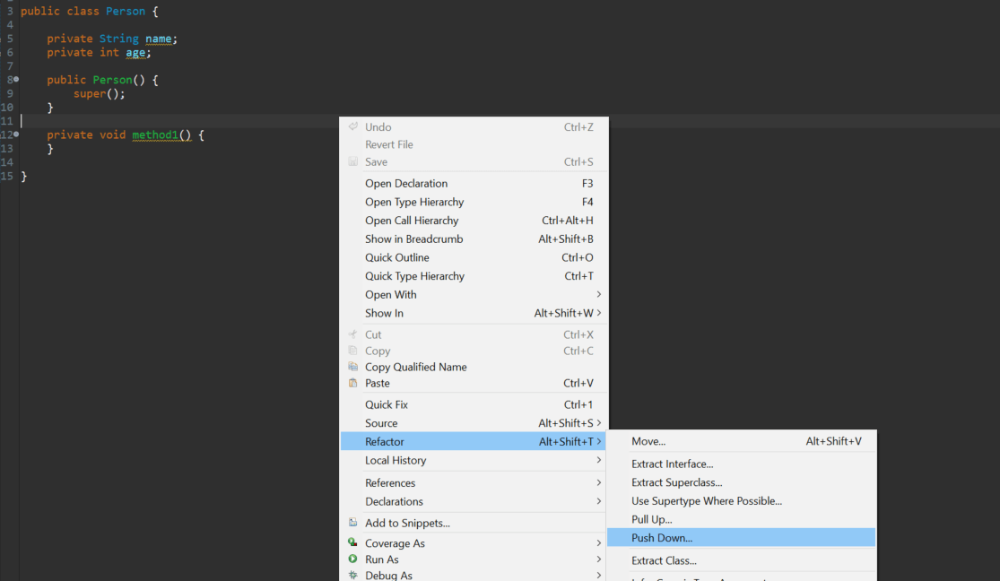 3 public class Person {
4
5 private String name;
6 private int age;
7
8 public Person() {
9 super();
10 }
11
12 private void method1() {
13 }
14
15 }
Undo Ctrl+Z
Revert File
Save Ctrl+S
Open Declaration F3
Open Type Hierarchy F4
Open Call Hierarchy Ctrl+Alt+H
Show in Breadcrumb Alt+Shift+B
Quick Outline Ctrl+O
Quick Type Hierarchy Ctrl+T
Open With
Show In Alt+Shift+W
Cut Ctrl+X
Copy Ctrl+C
Copy Qualified Name
Paste Ctrl+V
Quick Fix Ctrl+1
Source Alt+Shift+S
Refactor Alt+Shift+T
Local History
References
Declarations
Add to Snippets...
Coverage As
Run As
Debug As
Move... Alt+Shift+V
Extract Interface...
Extract Superclass...
Use Supertype Where Possible...
Pull Up...
Push Down...
Extract Class...